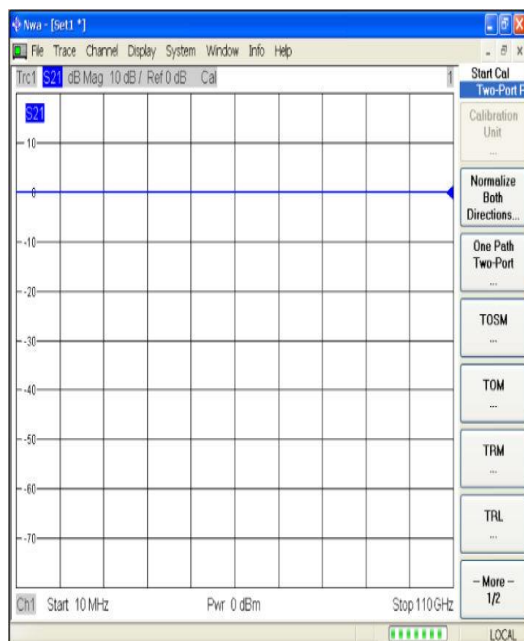 Nwa - [Set1 *]
File Trace Channel Display System Window Info Help
Trc1 S21 dB Mag 10 dB / Ref 0 dB Cal 1
S21
10
0
-10
-20
-30
-40
-50
-60
-70
Ch1 Start 10 MHz Pwr 0 dBm Stop 110 GHz
Start Cal
Two-Port P
Calibration
Unit
...
Normalize
Both
Directions...
One Path
Two-Port
...
TOSM
...
TOM
...
TRM
...
TRL
...
- More -
1/2
LOCAL